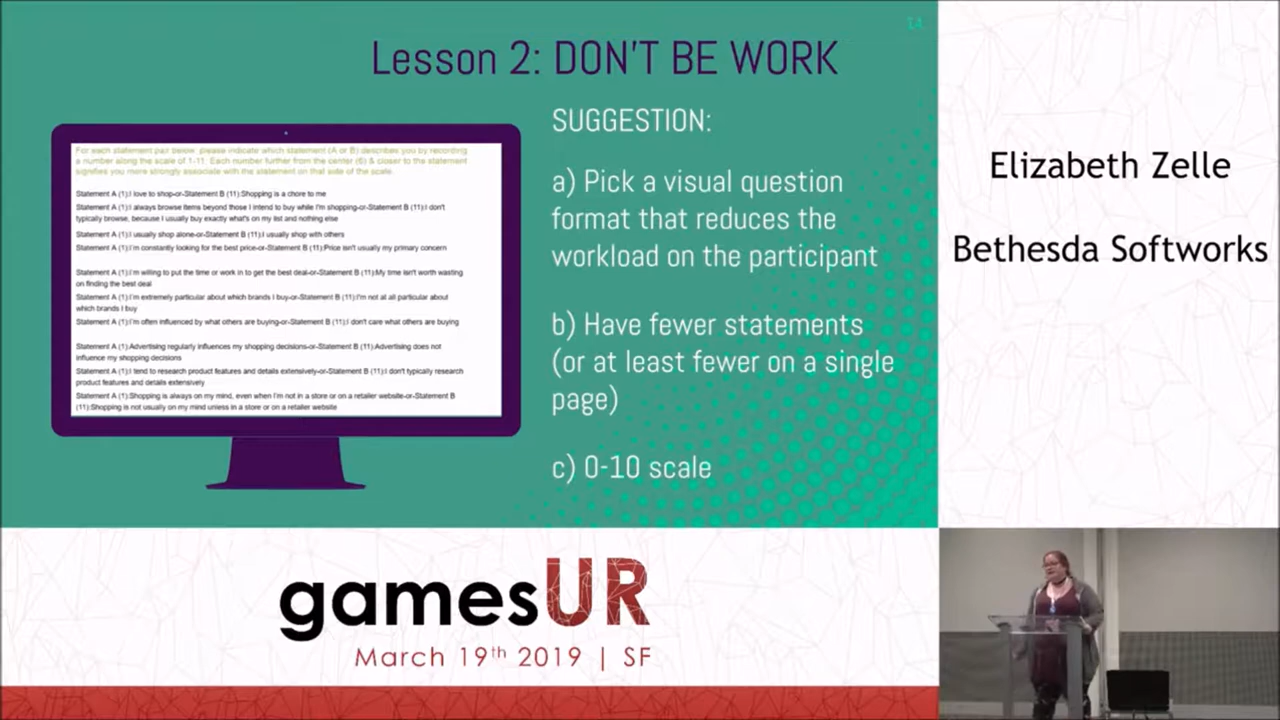 14
Lesson 2: DON'T BE WORK
For each statement pair below, please indicate which statement (A or B) describes you by recording
a number along the scale of 1-11. Each number further from the center (6) & closer to the statement
signifies you more strongly associate with the statement on that side of the scale.
Statement A (1):I love to shop-or-Statement B (11):Shopping is a chore to me
Statement A (1):I always browse items beyond those I intend to buy while I'm shopping-or-Statement B (11):I don't
typically browse, because I usually buy exactly what's on my list and nothing else
Statement A (1):I usually shop alone-or-Statement B (11):I usually shop with others
Statement A (1):I'm constantly looking for the best price-or-Statement B (11):Price isn't usually my primary concern
Statement A (1):I'm willing to put the time or work in to get the best deal-or-Statement B (11):My time isn't worth wasting
on finding the best deal
Statement A (1):I'm extremely particular about which brands I buy-or-Statement B (11):I'm not at all particular about
which brands I buy
Statement A (1):I'm often influenced by what others are buying-or-Statement B (11):I don't care what others are buying
Statement A (1):Advertising regularly influences my shopping decisions-or-Statement B (11):Advertising does not
influence my shopping decisions
Statement A (1):I tend to research product features and details extensively-or-Statement B (11):I don't typically research
product features and details extensively
Statement A (1):Shopping is always on my mind, even when I'm not in a store or on a retailer website-or-Statement B
(11):Shopping is not usually on my mind unless in a store or on a retailer website
SUGGESTION:
a) Pick a visual question
format that reduces the
workload on the participant
b) Have fewer statements
(or at least fewer on a single
page)
c) 0-10 scale
Elizabeth Zelle
Bethesda Softworks
gamesUR
March 19th 2019 | SF